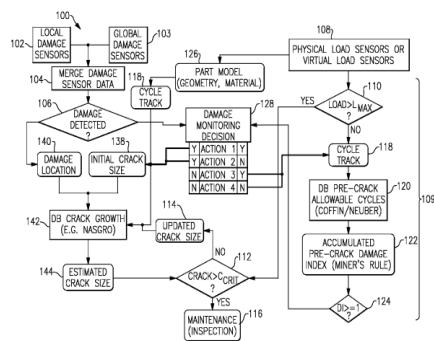 100
LOCAL
DAMAGE
SENSORS
102
GLOBAL
DAMAGE
SENSORS
103
104
MERGE DAMAGE
SENSOR DATA
106
DAMAGE
DETECTED
?
126
PART MODEL
(GEOMETRY, MATERIAL)
118
CYCLE
TRACK
108
PHYSICAL LOAD SENSORS OR
VIRTUAL LOAD SENSORS
110
LOAD>LMAX
?
YES
NO
128
DAMAGE
MONITORING
DECISION
Y ACTION 1 Y
Y ACTION 2 N
N ACTION 3 Y
N ACTION 4 N
140
DAMAGE
LOCATION
138
INITIAL CRACK
SIZE
CYCLE
TRACK
118
DB PRE-CRACK
ALLOWABLE CYCLES
(COFFIN/NEUBER)
120
109
142
DB CRACK GROWTH
(E.G. NASGRO)
114
UPDATED
CRACK SIZE
NO
ACCUMULATED
PRE-CRACK DAMAGE
INDEX (MINER'S RULE)
122
144
ESTIMATED
CRACK SIZE
CRACK>CCRIT
?
112
YES
MAINTENANCE
(INSPECTION)
116
DI>=1
?
124